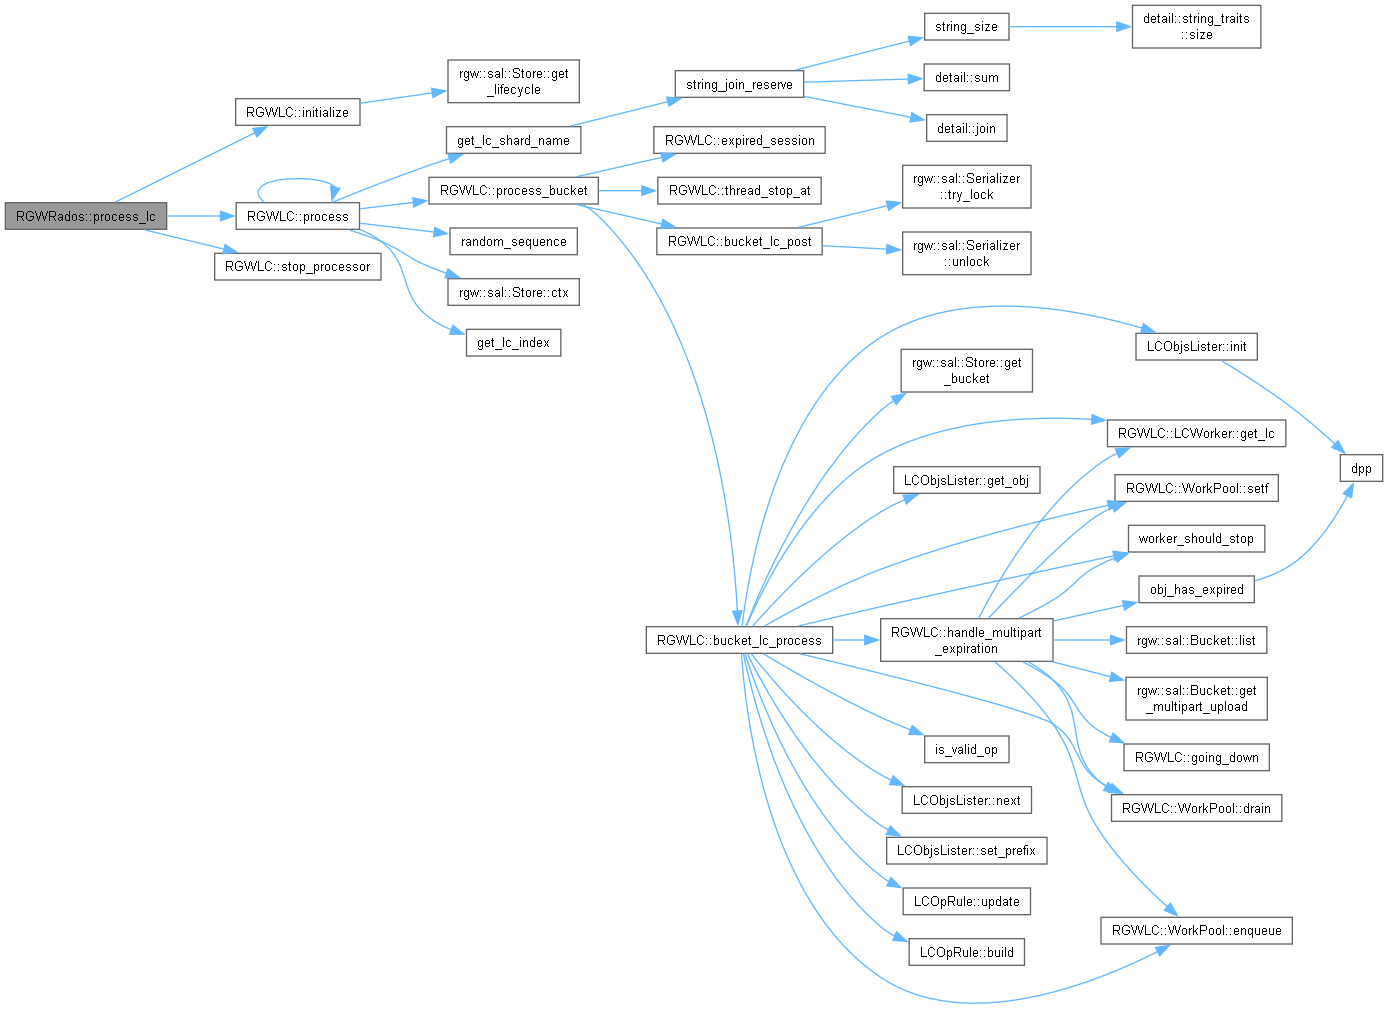 RGWRados::process_lc
RGWLC::initialize
rgw::sal::Store::get
_lifecycle
RGWLC::process
get_lc_shard_name
string_join_reserve
string_size
detail::string_traits
::size
detail::sum
detail::join
RGWLC::process_bucket
RGWLC::expired_session
RGWLC::thread_stop_at
RGWLC::bucket_lc_post
rgw::sal::Serializer
::try_lock
rgw::sal::Serializer
::unlock
random_sequence
rgw::sal::Store::ctx
get_lc_index
RGWLC::stop_processor
RGWLC::bucket_lc_process
LCObjsLister::init
dpp
rgw::sal::Store::get
_bucket
RGWLC::LCWorker::get_lc
LCObjsLister::get_obj
RGWLC::WorkPool::setf
worker_should_stop
obj_has_expired
RGWLC::handle_multipart
_expiration
rgw::sal::Bucket::list
rgw::sal::Bucket::get
_multipart_upload
RGWLC::going_down
RGWLC::WorkPool::drain
is_valid_op
LCObjsLister::next
LCObjsLister::set_prefix
LCOpRule::update
LCOpRule::build
RGWLC::WorkPool::enqueue